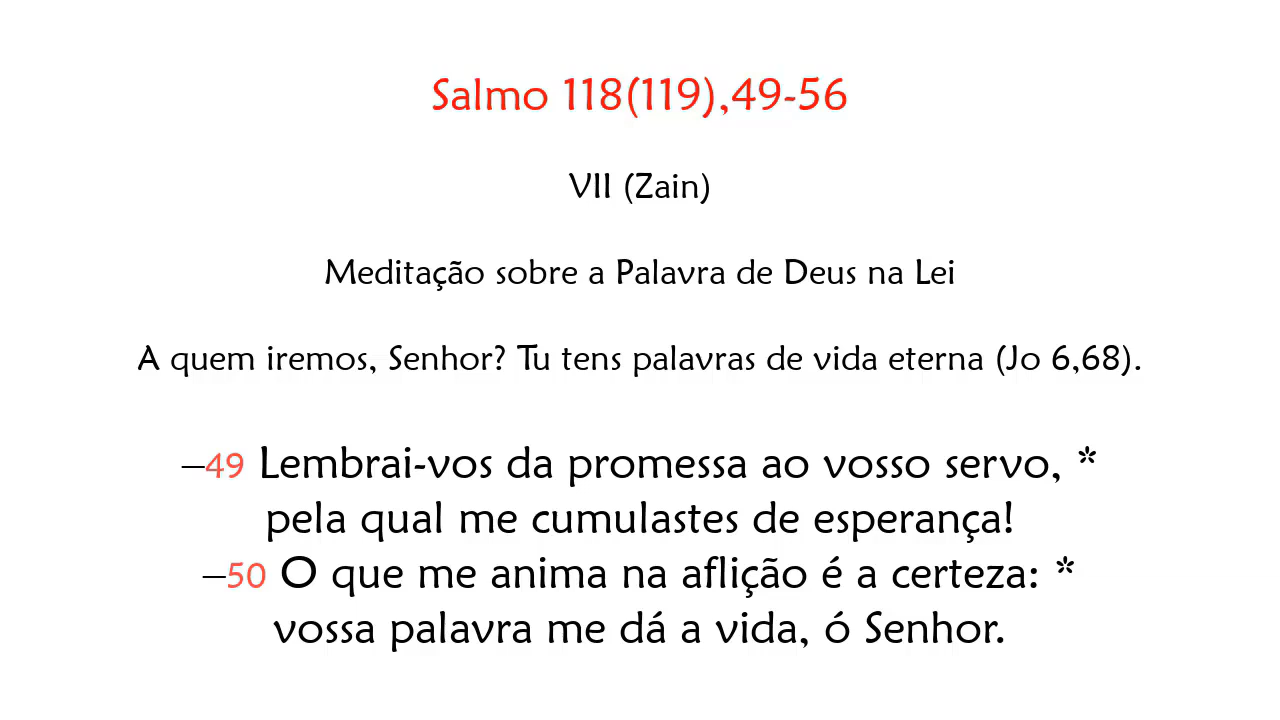 Salmo 118(119),49-56
VII (Zain)
Meditação sobre a Palavra de Deus na Lei
A quem iremos, Senhor? Tu tens palavras de vida eterna (Jo 6,68).
—49 Lembrai-vos da promessa ao vosso servo, *
pela qual me cumulastes de esperança!
—50 O que me anima na aflição é a certeza: *
vossa palavra me dá a vida, ó Senhor.